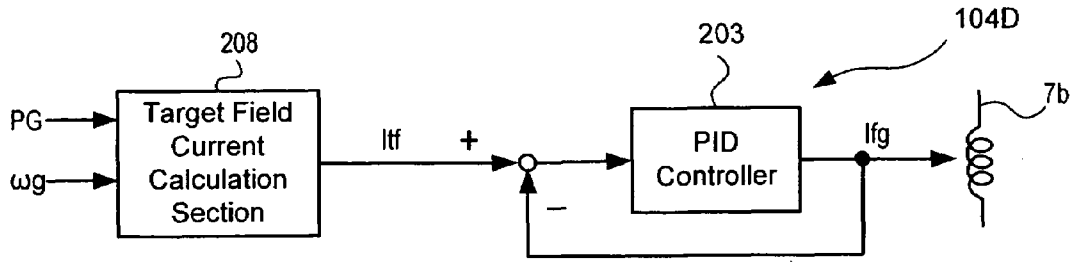 104D
208
203
7b
PG
ωg
Target Field
Current
Calculation
Section
Itf
+
−
PID
Controller
Ifg